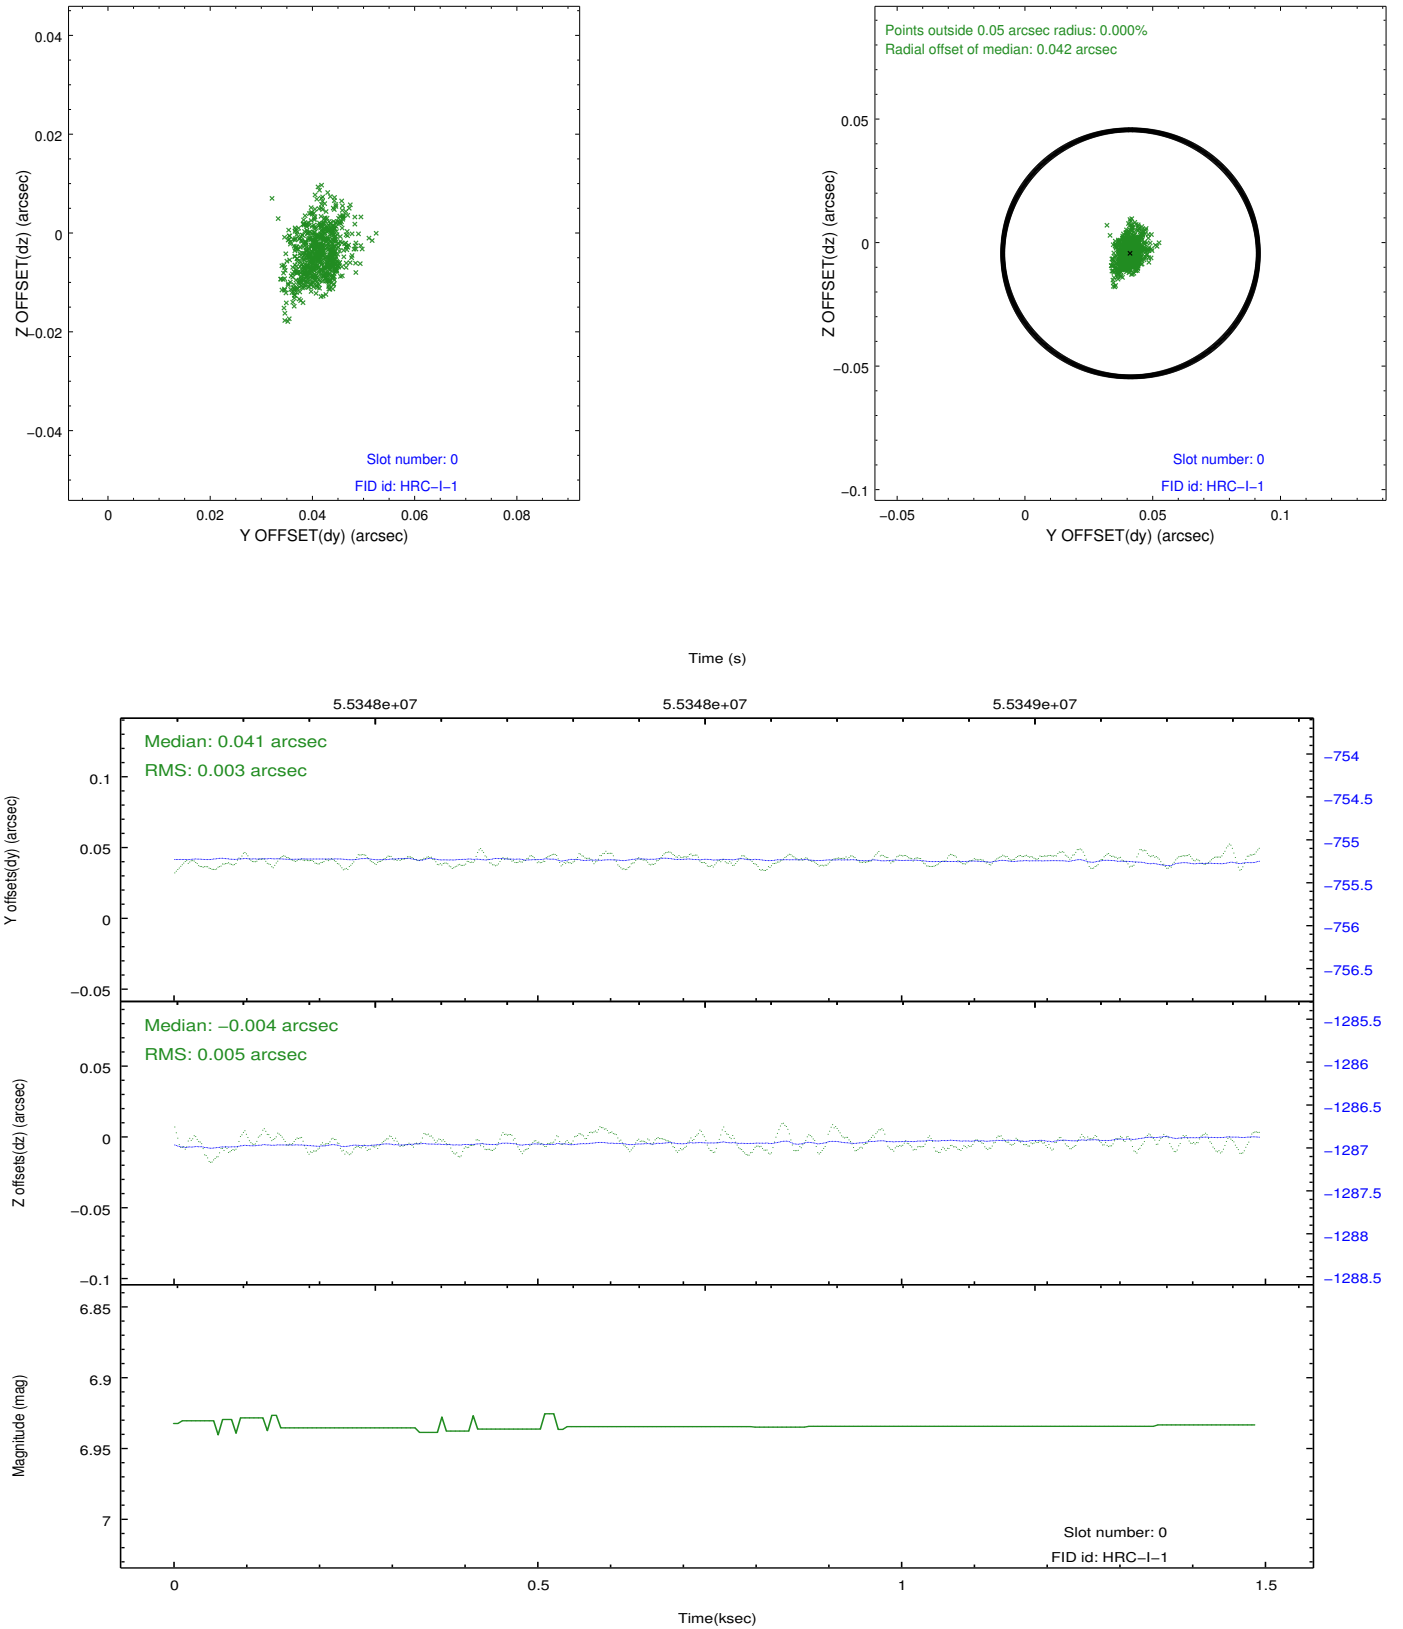 0.04
0.02
0
−0.02
−0.04
Z OFFSET(dz) (arcsec)
Slot number: 0
FID id: HRC−I−1
0
0.02
0.04
0.06
0.08
Y OFFSET(dy) (arcsec)
Points outside 0.05 arcsec radius: 0.000%
Radial offset of median: 0.042 arcsec
0.05
0
−0.05
−0.1
Z OFFSET(dz) (arcsec)
Slot number: 0
FID id: HRC−I−1
−0.05
0
0.05
0.1
Y OFFSET(dy) (arcsec)
Time (s)
5.5348e+07
5.5348e+07
5.5349e+07
Median: 0.041 arcsec
RMS: 0.003 arcsec
0.1
0.05
0
−0.05
Y offsets(dy) (arcsec)
−754
−754.5
−755
−755.5
−756
−756.5
Median: −0.004 arcsec
RMS: 0.005 arcsec
0.05
0
−0.05
−0.1
Z offsets(dz) (arcsec)
−1285.5
−1286
−1286.5
−1287
−1287.5
−1288
−1288.5
6.85
6.9
6.95
7
Magnitude (mag)
Slot number: 0
FID id: HRC−I−1
0
0.5
1
1.5
Time(ksec)